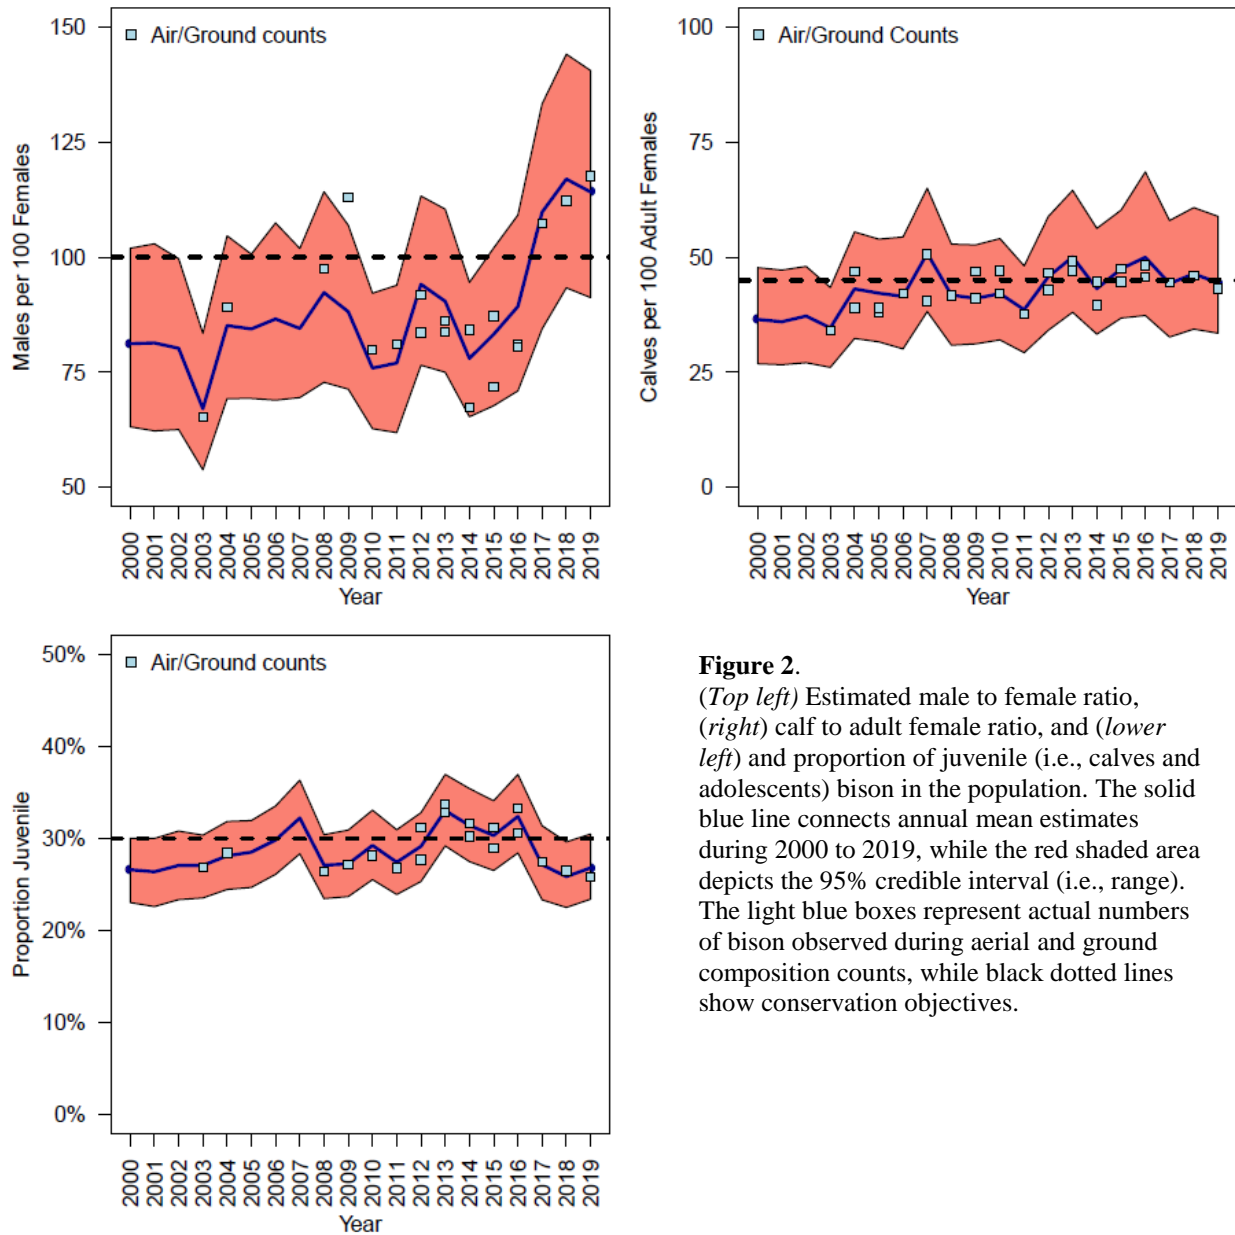 150
125
100
75
50
Males per 100 Females
Air/Ground counts
2000 2001 2002 2003 2004 2005 2006 2007 2008 2009 2010 2011 2012 2013 2014 2015 2016 2017 2018 2019
Year
100
75
50
25
0
Calves per 100 Adult Females
Air/Ground Counts
2000 2001 2002 2003 2004 2005 2006 2007 2008 2009 2010 2011 2012 2013 2014 2015 2016 2017 2018 2019
Year
50%
40%
30%
20%
10%
0%
Proportion Juvenile
Air/Ground counts
2000 2001 2002 2003 2004 2005 2006 2007 2008 2009 2010 2011 2012 2013 2014 2015 2016 2017 2018 2019
Year
Figure 2.
(Top left) Estimated male to female ratio,
(right) calf to adult female ratio, and (lower
left) and proportion of juvenile (i.e., calves and
adolescents) bison in the population. The solid
blue line connects annual mean estimates
during 2000 to 2019, while the red shaded area
depicts the 95% credible interval (i.e., range).
The light blue boxes represent actual numbers
of bison observed during aerial and ground
composition counts, while black dotted lines
show conservation objectives.